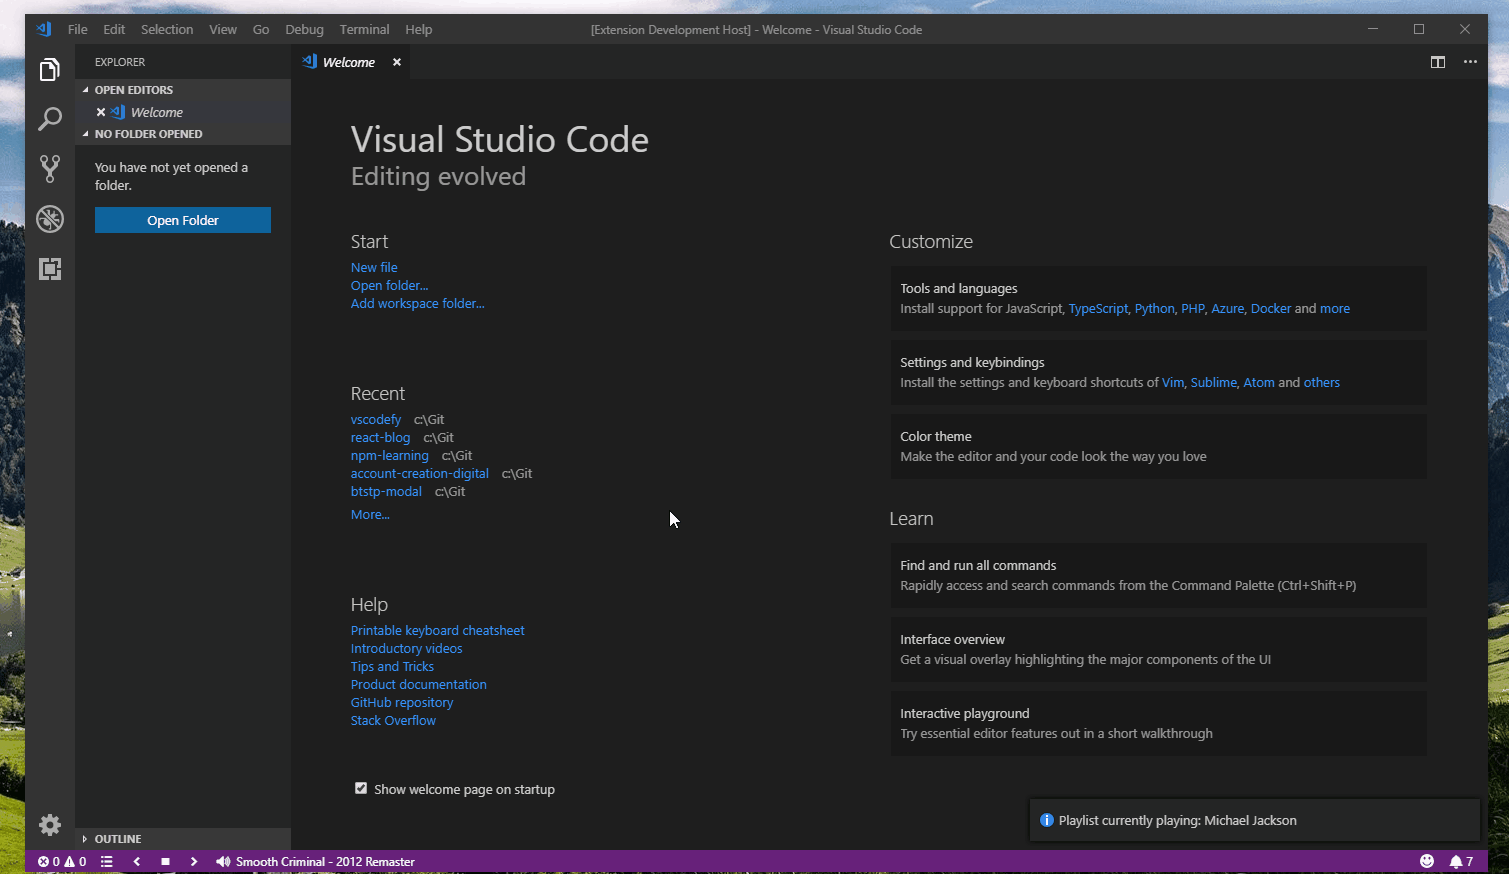 File Edit Selection View Go Debug Terminal Help [Extension Development Host] - Welcome - Visual Studio Code
EXPLORER
Welcome
OPEN EDITORS
Welcome
NO FOLDER OPENED
You have not yet opened a
folder.
Open Folder
OUTLINE
Visual Studio Code
Editing evolved
Start
New file
Open folder...
Add workspace folder...
Recent
vscodefy c:\Git
react-blog c:\Git
npm-learning c:\Git
account-creation-digital c:\Git
btstp-modal c:\Git
More...
Help
Printable keyboard cheatsheet
Introductory videos
Tips and Tricks
Product documentation
GitHub repository
Stack Overflow
Show welcome page on startup
Customize
Tools and languages
Install support for JavaScript, TypeScript, Python, PHP, Azure, Docker and more
Settings and keybindings
Install the settings and keyboard shortcuts of Vim, Sublime, Atom and others
Color theme
Make the editor and your code look the way you love
Learn
Find and run all commands
Rapidly access and search commands from the Command Palette (Ctrl+Shift+P)
Interface overview
Get a visual overlay highlighting the major components of the UI
Interactive playground
Try essential editor features out in a short walkthrough
Playlist currently playing: Michael Jackson
0 0 Smooth Criminal - 2012 Remaster 7